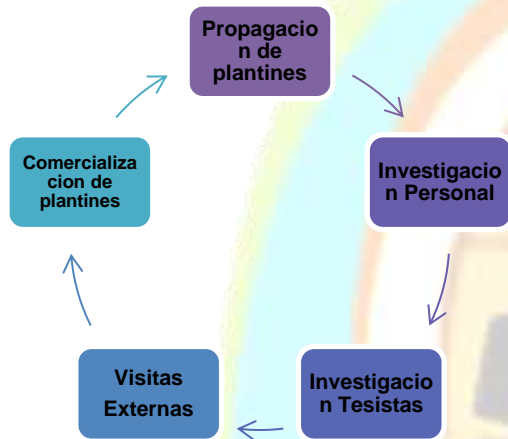 Propagacio
n de
plantines
Investigacio
n Personal
Investigacio
n Tesistas
Visitas
Externas
Comercializa
cion de
plantines